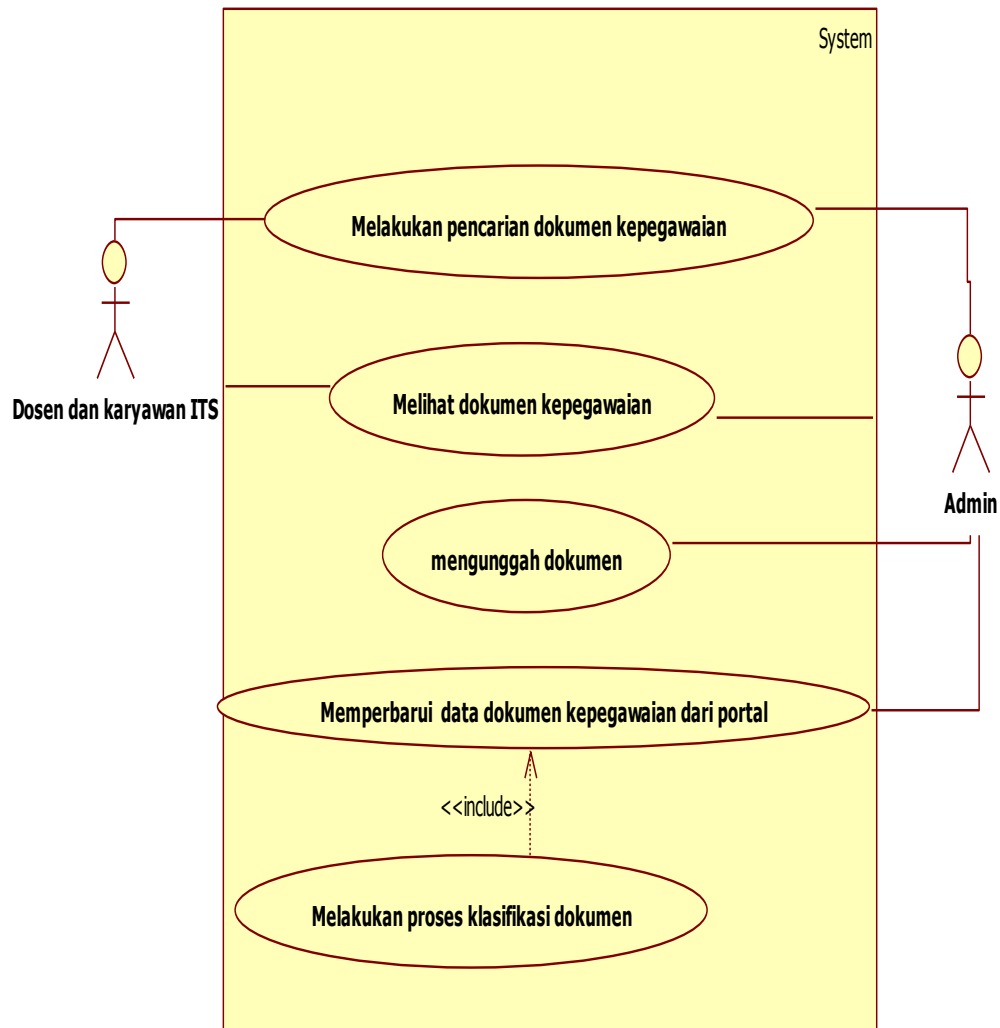 System
Melakukan pencarian dokumen kepegawaian
Dosen dan karyawan ITS
Melihat dokumen kepegawaian
Admin
mengunggah dokumen
Memperbarui data dokumen kepegawaian dari portal
<<include>>
Melakukan proses klasifikasi dokumen